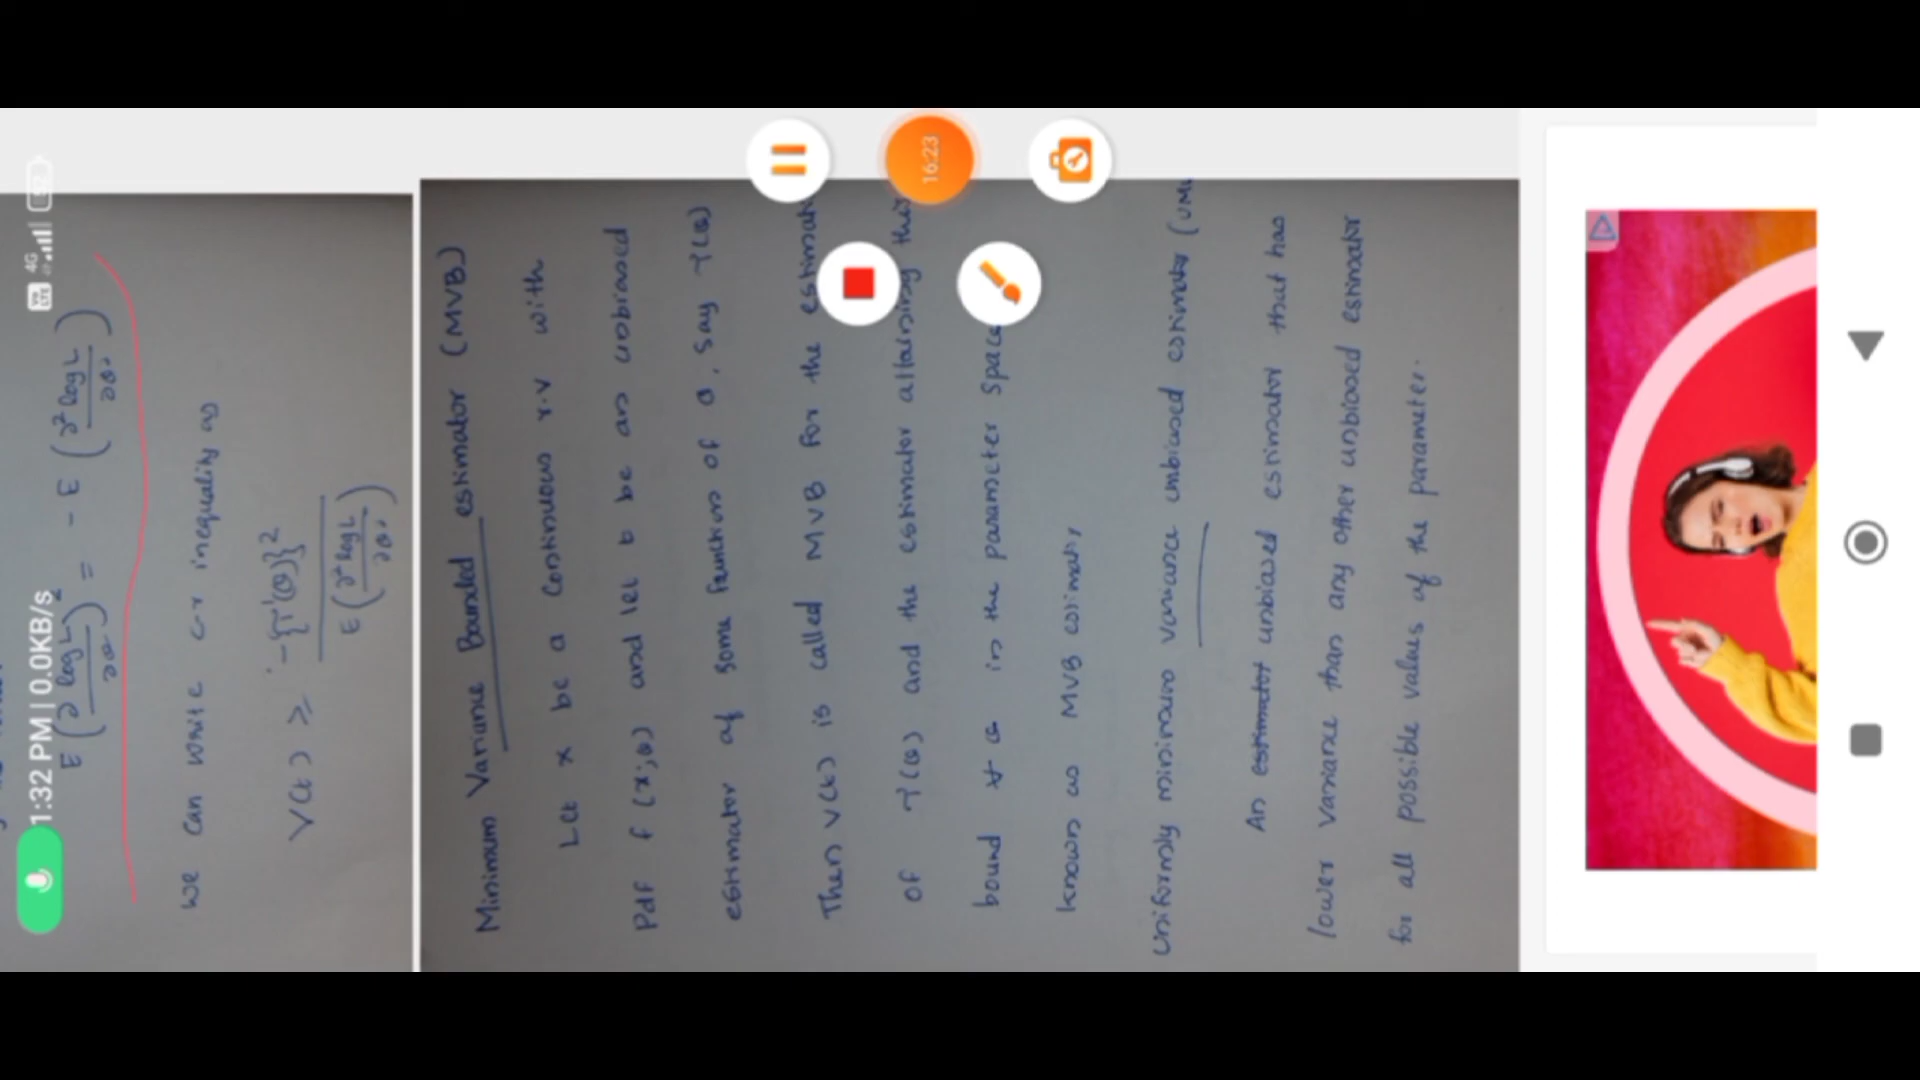 1:32 PM | 0.0KB/s
Vo LTE 4G
E (∂ log L / ∂θ)² = - E (∂² log L / ∂θ²)
we can write c-r inequality as
V(t) ≥ -{τ'(θ)}² / E(∂² log L / ∂θ²)
16:23
Minimum Variance Bounded estimator (MVB)
Let x be a continuous r.v with
Pdf f (x;θ) and let t be an unbiased
estimator of some function of θ, say τ(θ)
Then V(t) is called MVB for the
of τ(θ) and the estimator attaining this
bound ∀ θ in the parameter space
known as MVB
Uniformly minimum variance unbiased estimator (UMV
An estimator unbiased estimator that has
lower variance than any other unbiased estimator
for all possible values of the parameter.